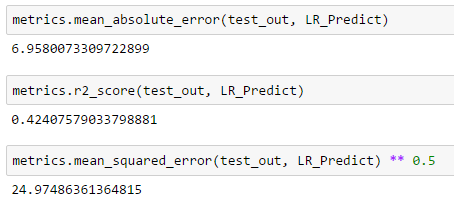 metrics.mean_absolute_error(test_out, LR_Predict)
6.9580073309722899
metrics.r2_score(test_out, LR_Predict)
0.42407579033798881
metrics.mean_squared_error(test_out, LR_Predict) ** 0.5
24.97486361364815